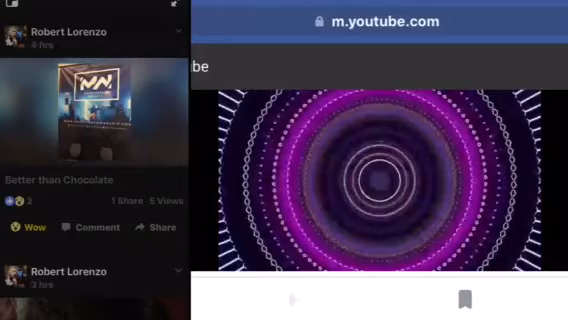 Robert Lorenzo
4 hrs
Better than Chocolate
2
1 Share 5 Views
Wow Comment Share
Robert Lorenzo
3 hrs
m.youtube.com
be